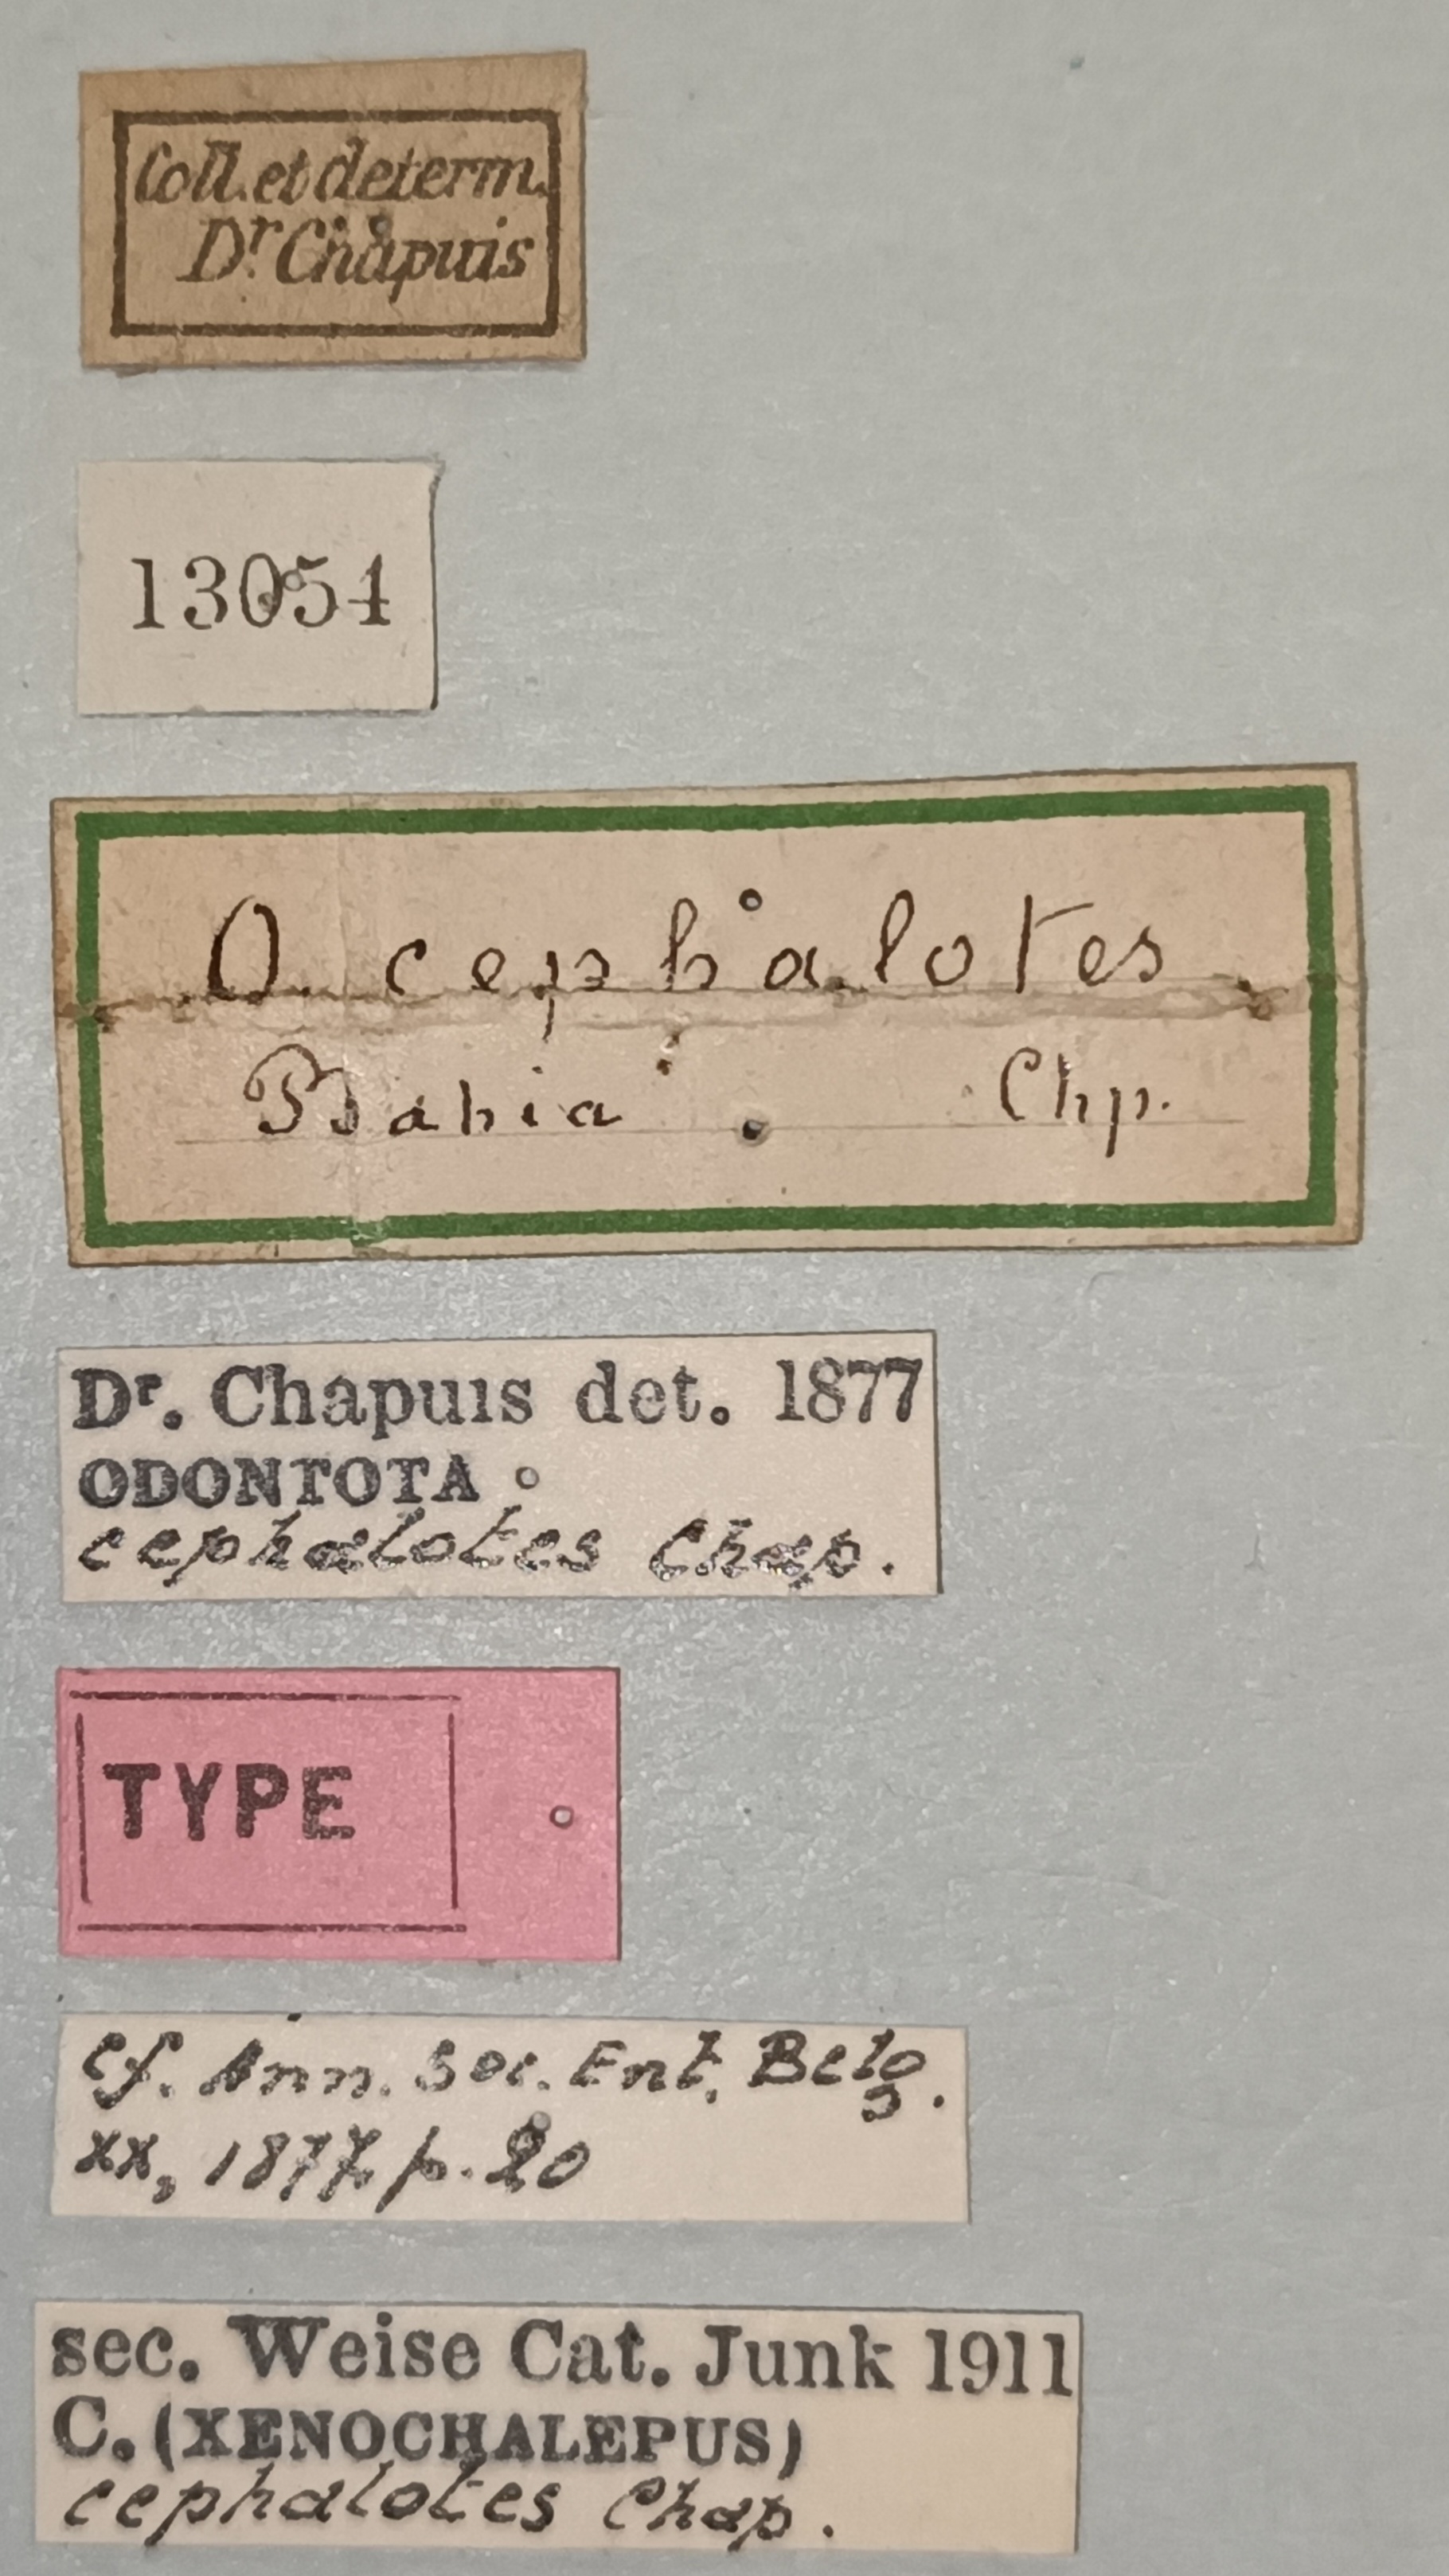 Coll. et determ.
Dr. Chapuis
13054
O. cephalotes
Bahia Chp.
Dr. Chapuis det. 1877
ODONTOTA
cephalotes Chap.
TYPE
cf. Ann. Soc. Ent. Belg.
XX, 1877, p. 20
sec. Weise Cat. Junk 1911
C. (XENOCHALEPUS)
cephalotes Chap.